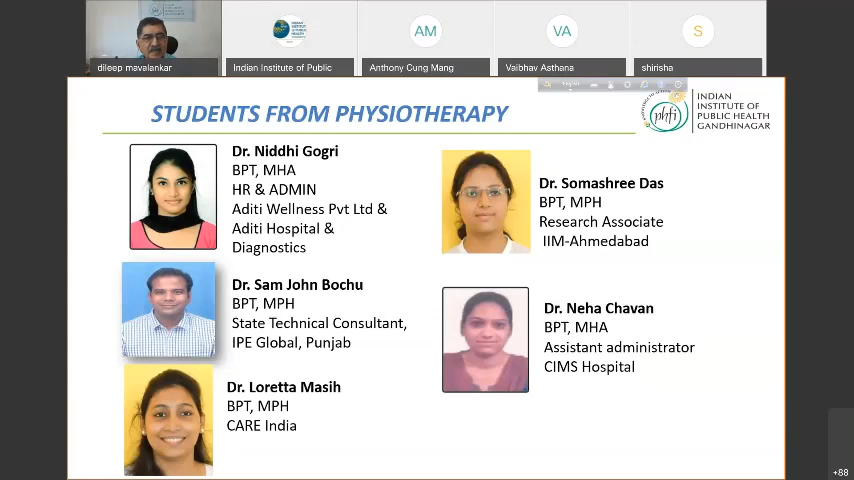 AM
VA
S
dileep mavalankar
Indian Institute of Public
Anthony Cung Mang
Vaibhav Asthana
shirisha
English
STUDENTS FROM PHYSIOTHERAPY
phfi
INDIAN
INSTITUTE OF
PUBLIC HEALTH
GANDHINAGAR
Dr. Niddhi Gogri
BPT, MHA
HR & ADMIN
Aditi Wellness Pvt Ltd &
Aditi Hospital &
Diagnostics
Dr. Somashree Das
BPT, MPH
Research Associate
IIM-Ahmedabad
Dr. Sam John Bochu
BPT, MPH
State Technical Consultant,
IPE Global, Punjab
Dr. Neha Chavan
BPT, MHA
Assistant administrator
CIMS Hospital
Dr. Loretta Masih
BPT, MPH
CARE India
+88